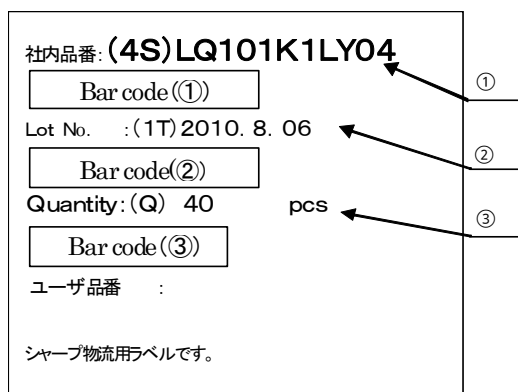 社内品番:(4S)LQ101K1LY04
Bar code(①)
①
Lot No. :(1T)2010. 8. 06
②
Bar code(②)
Quantity:(Q) 40 pcs
③
Bar code(③)
ユーザ品番 :
シャープ物流用ラベルです。